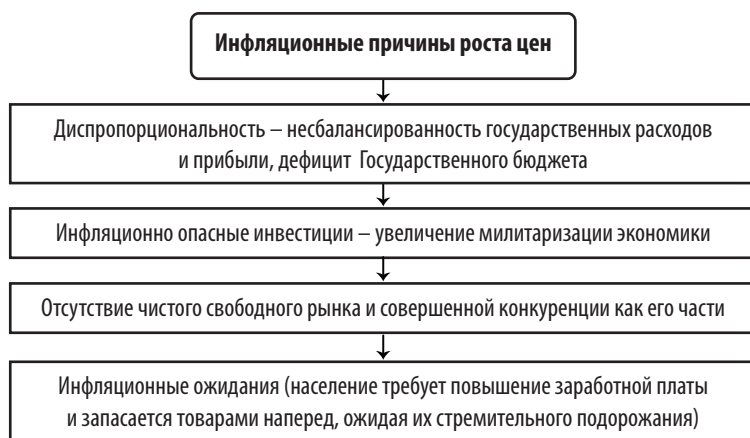 Инфляционные причины роста цен
Диспропорциональность – несбалансированность государственных расходов
и прибыли, дефицит Государственного бюджета
Инфляционно опасные инвестиции – увеличение милитаризации экономики
Отсутствие чистого свободного рынка и совершенной конкуренции как его части
Инфляционные ожидания (население требует повышение заработной платы
и запасается товарами наперед, ожидая их стремительного подорожания)